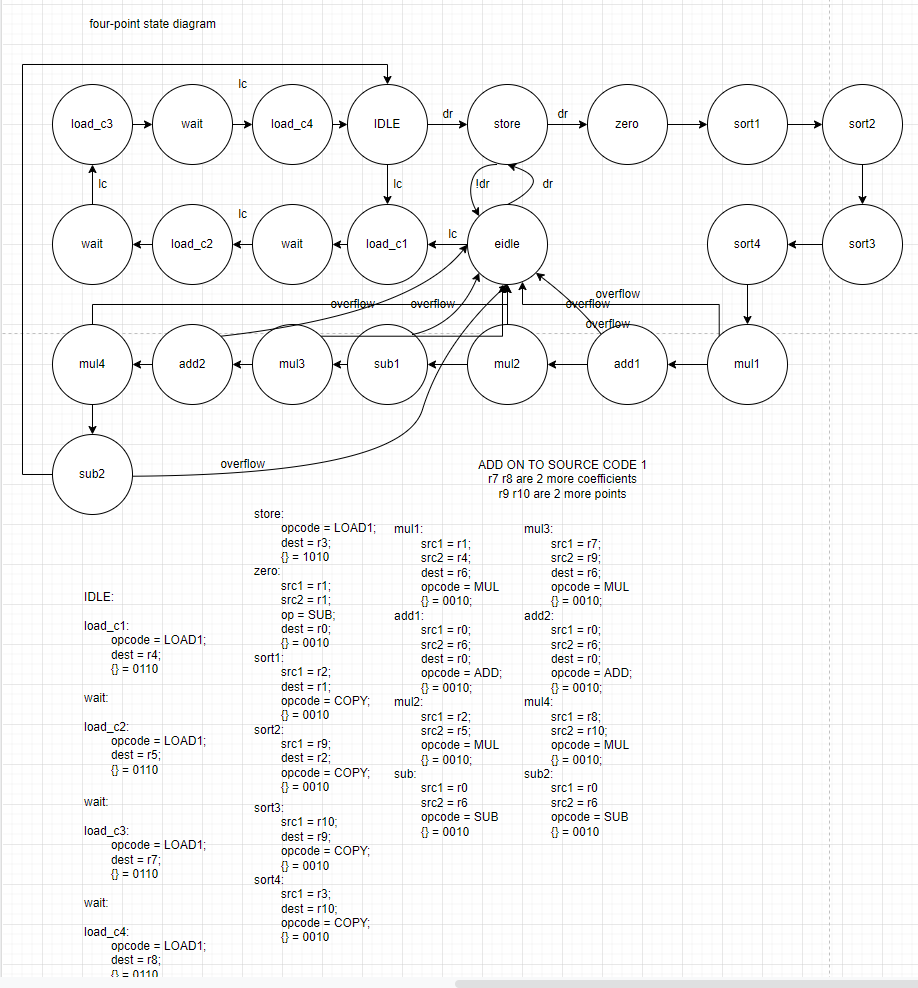 four-point state diagram
lc
load_c3
wait
load_c4
IDLE
dr
store
dr
zero
sort1
sort2
lc
lc
!dr
dr
lc
wait
load_c2
wait
load_c1
lc
eidle
sort4
sort3
overflow
overflow
overflow
overflow
overflow
mul4
add2
mul3
sub1
mul2
add1
mul1
sub2
overflow
ADD ON TO SOURCE CODE 1
r7 r8 are 2 more coefficients
r9 r10 are 2 more points
IDLE:
load_c1:
opcode = LOAD1;
dest = r4;
{} = 0110
wait:
load_c2:
opcode = LOAD1;
dest = r5;
{} = 0110
wait:
load_c3:
opcode = LOAD1;
dest = r7;
{} = 0110
wait:
load_c4:
opcode = LOAD1;
dest = r8;
{} = 0110
store:
opcode = LOAD1;
dest = r3;
{} = 1010
zero:
src1 = r1;
src2 = r1;
op = SUB;
dest = r0;
{} = 0010
sort1:
src1 = r2;
dest = r1;
opcode = COPY;
{} = 0010
sort2:
src1 = r9;
dest = r2;
opcode = COPY;
{} = 0010
sort3:
src1 = r10;
dest = r9;
opcode = COPY;
{} = 0010
sort4:
src1 = r3;
dest = r10;
opcode = COPY;
{} = 0010
mul1:
src1 = r1;
src2 = r4;
dest = r6;
opcode = MUL
{} = 0010;
add1:
src1 = r0;
src2 = r6;
dest = r0;
opcode = ADD;
{} = 0010;
mul2:
src1 = r2;
src2 = r5;
opcode = MUL
{} = 0010;
sub:
src1 = r0
src2 = r6
opcode = SUB
{} = 0010
mul3:
src1 = r7;
src2 = r9;
dest = r6;
opcode = MUL
{} = 0010;
add2:
src1 = r0;
src2 = r6;
dest = r0;
opcode = ADD;
{} = 0010;
mul4:
src1 = r8;
src2 = r10;
opcode = MUL
{} = 0010;
sub2:
src1 = r0
src2 = r6
opcode = SUB
{} = 0010